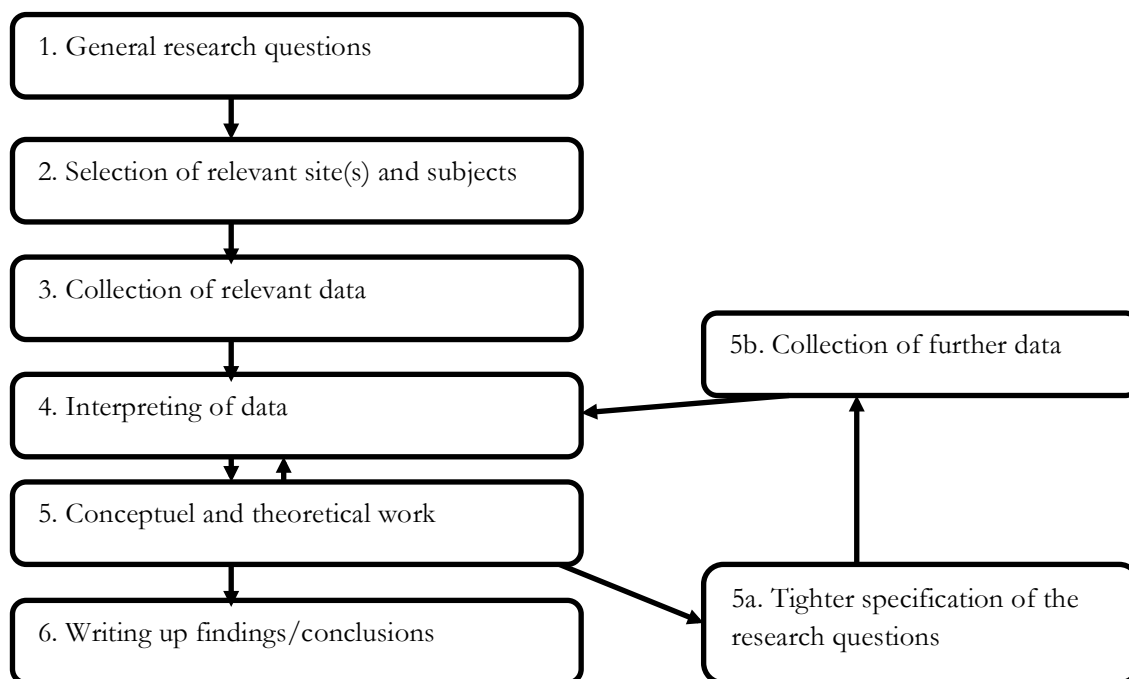 1. General research questions
2. Selection of relevant site(s) and subjects
3. Collection of relevant data
4. Interpreting of data
5. Conceptuel and theoretical work
6. Writing up findings/conclusions
5b. Collection of further data
5a. Tighter specification of the
research questions